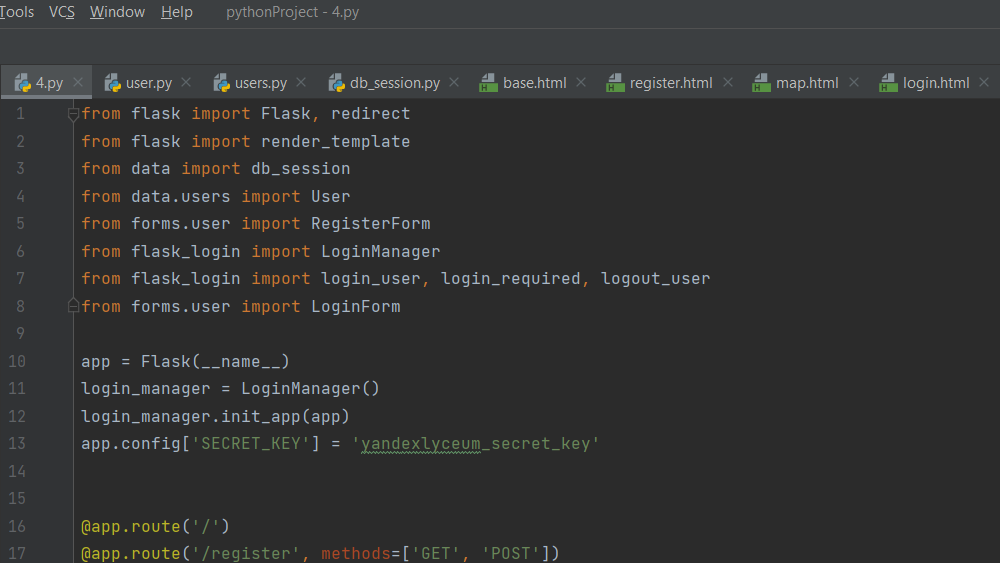 Tools VCS Window Help pythonProject - 4.py
4.py user.py users.py db_session.py base.html register.html map.html login.html
1 from flask import Flask, redirect
2 from flask import render_template
3 from data import db_session
4 from data.users import User
5 from forms.user import RegisterForm
6 from flask_login import LoginManager
7 from flask_login import login_user, login_required, logout_user
8 from forms.user import LoginForm
9
10 app = Flask(__name__)
11 login_manager = LoginManager()
12 login_manager.init_app(app)
13 app.config['SECRET_KEY'] = 'yandexlyceum_secret_key'
14
15
16 @app.route('/')
17 @app.route('/register', methods=['GET', 'POST'])